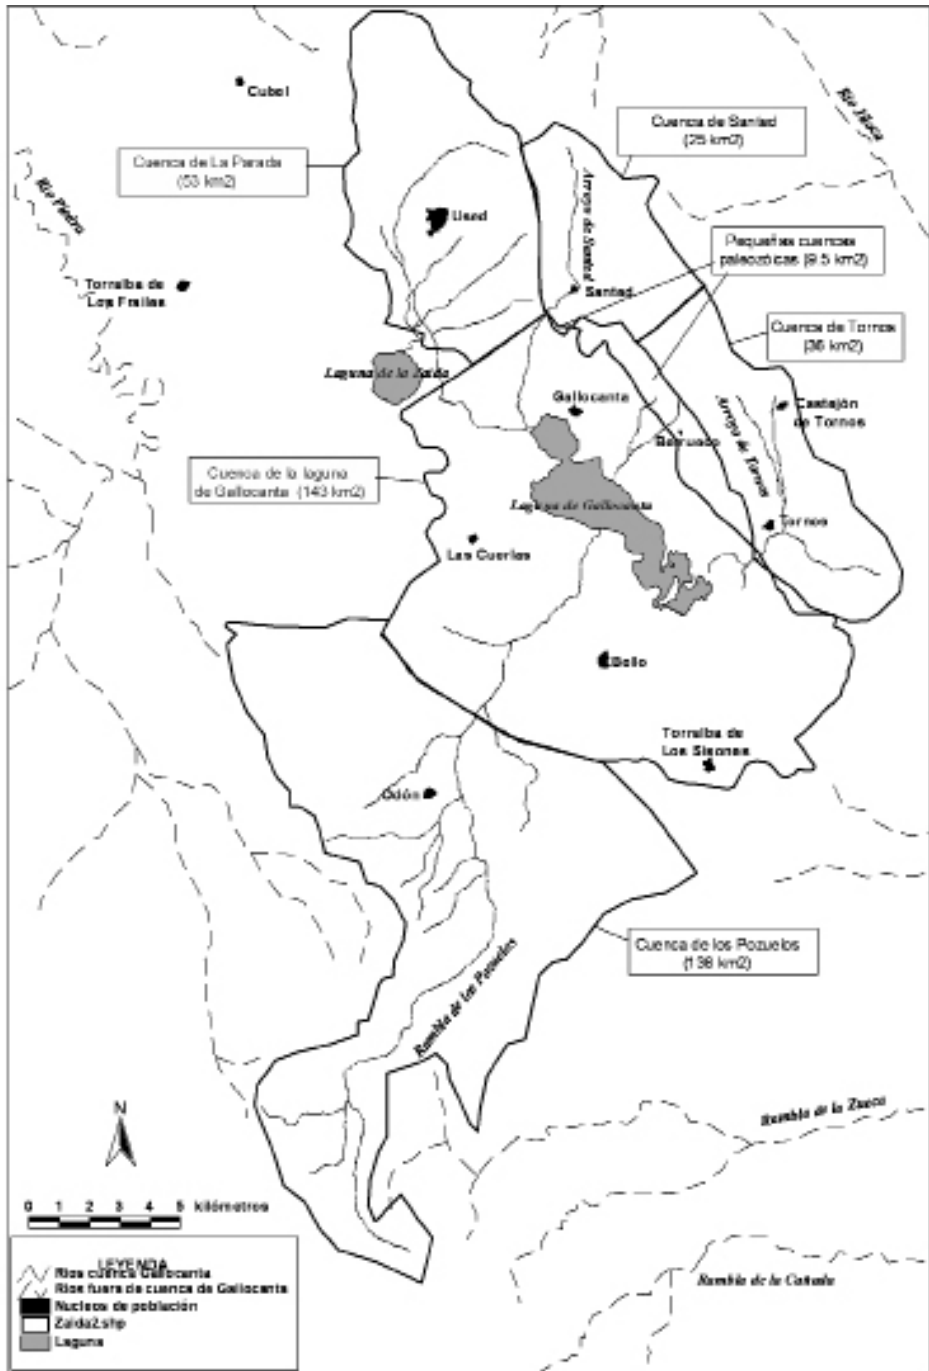 Cubel
Río Jiloca
Cuenca de Santed
(25 km2)
Cuenca de La Parada
(53 km2)
Río Piedra
Used
Arroyo de Santed
Pequeñas cuencas
paleozóicas (9.5 km2)
Torralba de
Los Frailes
Santed
Cuenca de Tornos
(36 km2)
Laguna de la Zaida
Gallocanta
Castejón
de Tornos
Arroyo de Tornos
Berrueco
Cuenca de la laguna
de Gallocanta (143 km2)
Laguna de Gallocanta
Tornos
Las Cuerlas
Bello
Torralba de
Los Sisones
Odón
Cuenca de los Pozuelos
(136 km2)
Rambla de Los Pozuelos
N
Rambla de la Zueca
0 1 2 3 4 5 kilómetros
LEYENDA
Ríos cuenca Gallocanta
Ríos fuera de cuenca de Gallocanta
Nucleos de población
Zaida2.shp
Laguna
Rambla de la Cañada